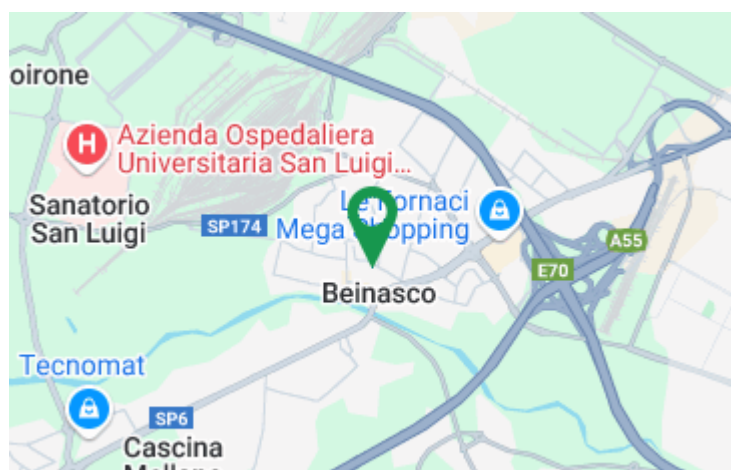 oirone
H
Azienda Ospedaliera
Universitaria San Luigi...
Sanatorio
San Luigi
SP174
Le Fornaci
Mega Shopping
A55
E70
Beinasco
Tecnomat
SP6
Cascina